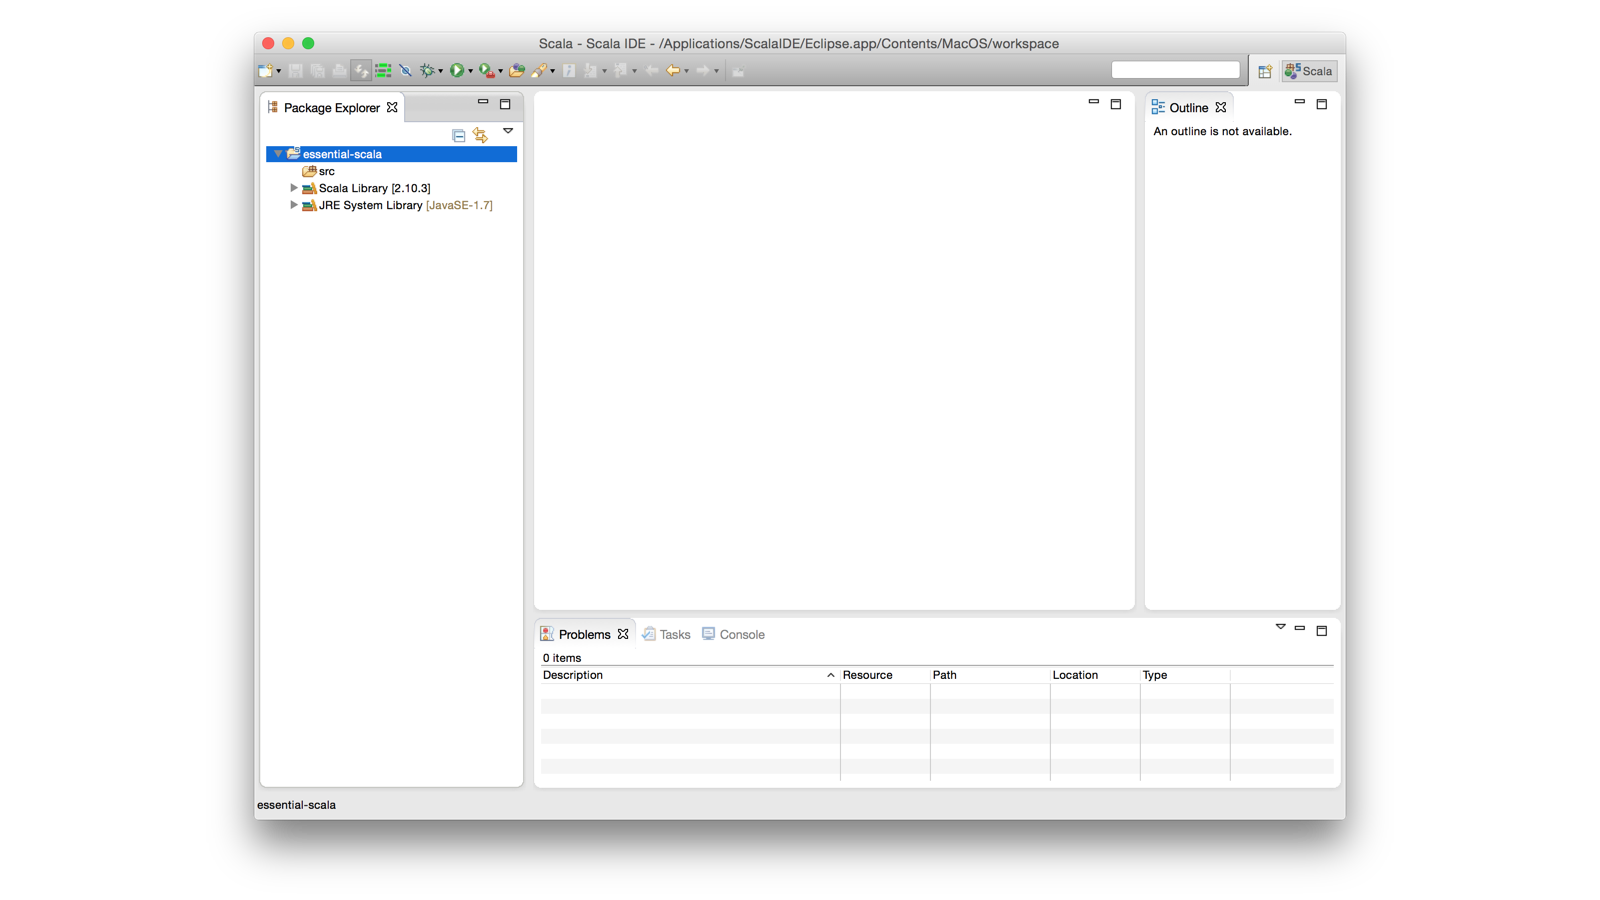 Scala - Scala IDE - /Applications/ScalaIDE/Eclipse.app/Contents/MacOS/workspace
Scala
Package Explorer
essential-scala
src
Scala Library [2.10.3]
JRE System Library [JavaSE-1.7]
Outline
An outline is not available.
Problems Tasks Console
0 items
Description Resource Path Location Type
essential-scala